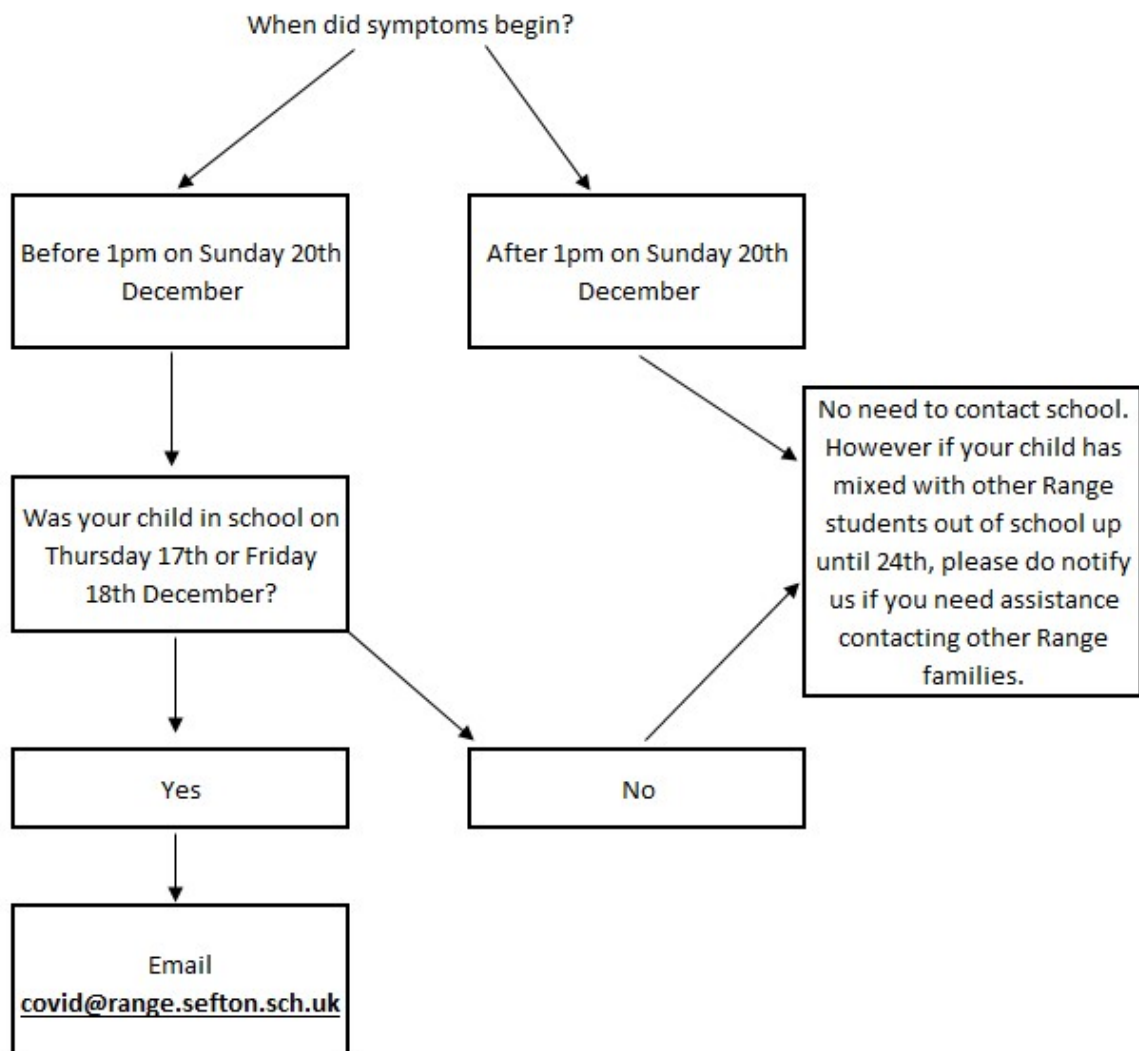 When did symptoms begin?
Before 1pm on Sunday 20th
December
After 1pm on Sunday 20th
December
No need to contact school.
However if your child has
mixed with other Range
students out of school up
until 24th, please do notify
us if you need assistance
contacting other Range
families.
Was your child in school on
Thursday 17th or Friday
18th December?
Yes
No
Email
covid@range.sefton.sch.uk